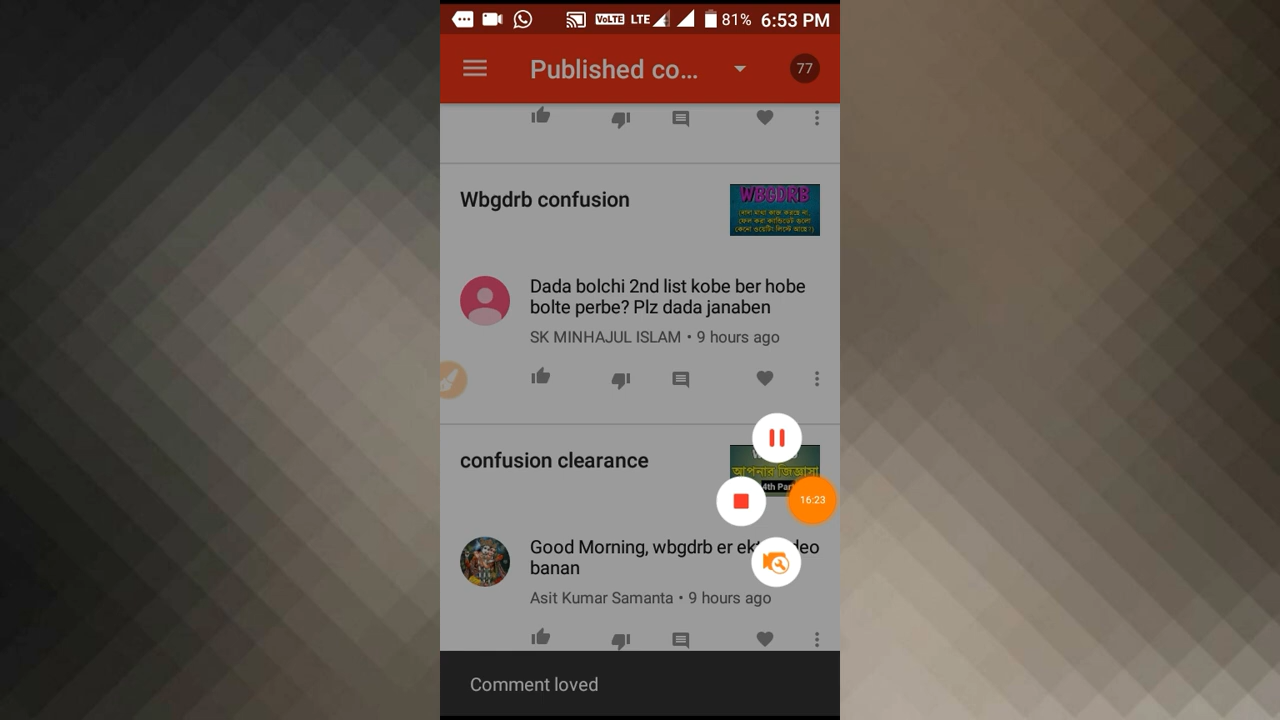 VoLTE LTE 81% 6:53 PM
Published co... 77
Wbgdrb confusion
WBGDRB
Dada bolchi 2nd list kobe ber hobe
bolte perbe? Plz dada janaben
SK MINHAJUL ISLAM • 9 hours ago
confusion clearance
আপনার জিজ্ঞাসা
4th Part
16:23
Good Morning, wbgdrb er ek deo
banan
Asit Kumar Samanta • 9 hours ago
Comment loved